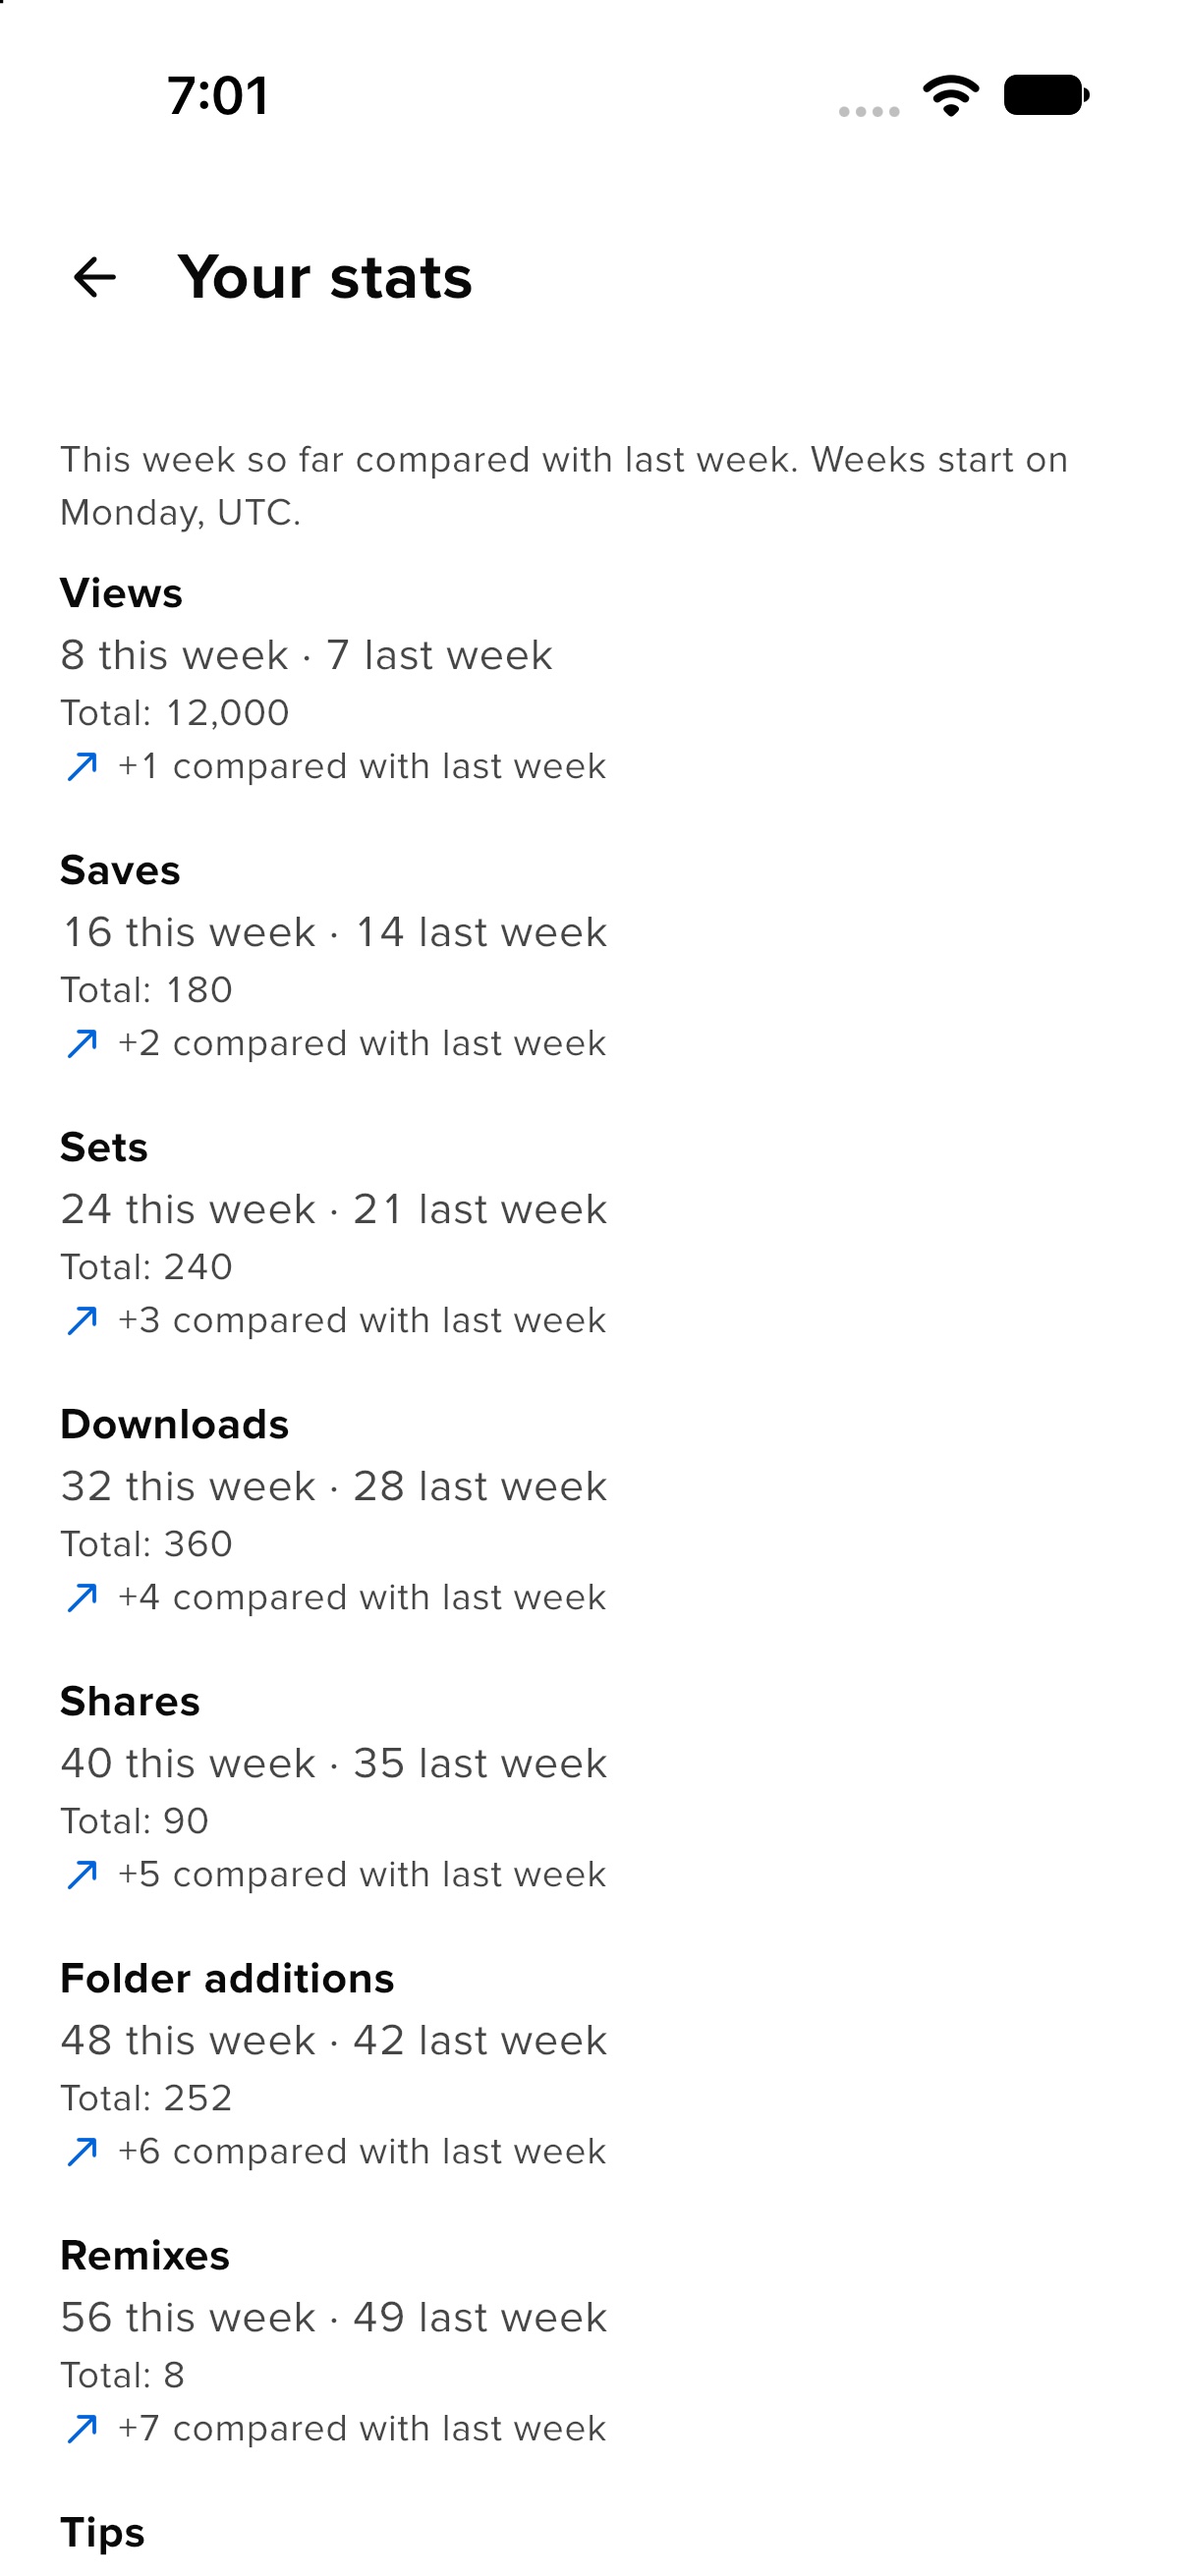 7:01
Your stats
This week so far compared with last week. Weeks start on
Monday, UTC.
Views
8 this week · 7 last week
Total: 12,000
+1 compared with last week
Saves
16 this week · 14 last week
Total: 180
+2 compared with last week
Sets
24 this week · 21 last week
Total: 240
+3 compared with last week
Downloads
32 this week · 28 last week
Total: 360
+4 compared with last week
Shares
40 this week · 35 last week
Total: 90
+5 compared with last week
Folder additions
48 this week · 42 last week
Total: 252
+6 compared with last week
Remixes
56 this week · 49 last week
Total: 8
+7 compared with last week
Tips